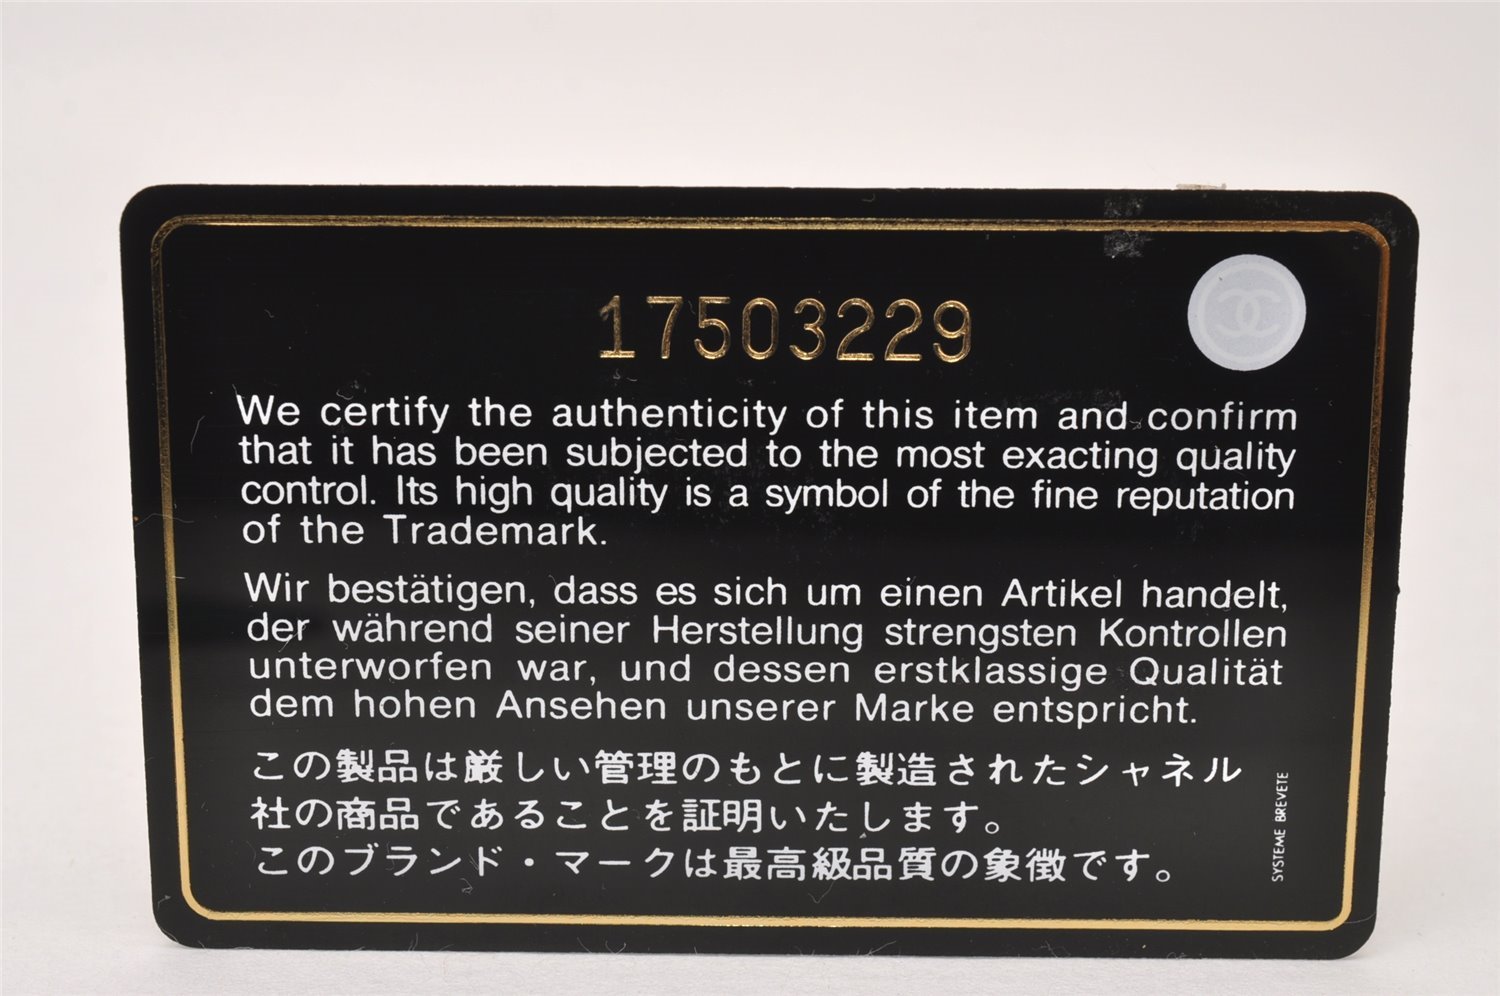 17503229
We certify the authenticity of this item and confirm
that it has been subjected to the most exacting quality
control. Its high quality is a symbol of the fine reputation
of the Trademark.
Wir bestätigen, dass es sich um einen Artikel handelt,
der während seiner Herstellung strengsten Kontrollen
unterworfen war, und dessen erstklassige Qualität
dem hohen Ansehen unserer Marke entspricht.
この製品は厳しい管理のもとに製造されたシャネル
社の商品であることを証明いたします。
このブランド・マークは最高級品質の象徴です。
SYSTEME BREVETE